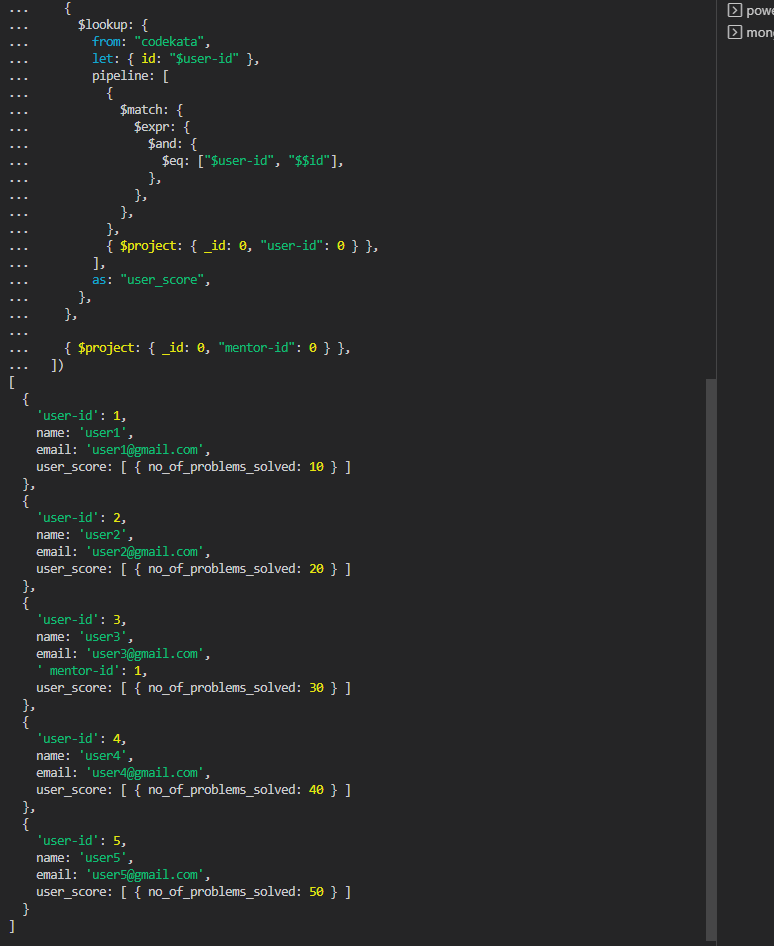 ...     {
...       $lookup: {
...         from: "codekata",
...         let: { id: "$user-id" },
...         pipeline: [
...           {
...             $match: {
...               $expr: {
...                 $and: {
...                   $eq: ["$user-id", "$$id"],
...                 },
...               },
...             },
...           },
...           { $project: { _id: 0, "user-id": 0 } },
...         ],
...         as: "user_score",
...       },
...     },
...
...     { $project: { _id: 0, "mentor-id": 0 } },
...   ])
[
  {
    'user-id': 1,
    name: 'user1',
    email: 'user1@gmail.com',
    user_score: [ { no_of_problems_solved: 10 } ]
  },
  {
    'user-id': 2,
    name: 'user2',
    email: 'user2@gmail.com',
    user_score: [ { no_of_problems_solved: 20 } ]
  },
  {
    'user-id': 3,
    name: 'user3',
    email: 'user3@gmail.com',
    ' mentor-id': 1,
    user_score: [ { no_of_problems_solved: 30 } ]
  },
  {
    'user-id': 4,
    name: 'user4',
    email: 'user4@gmail.com',
    user_score: [ { no_of_problems_solved: 40 } ]
  },
  {
    'user-id': 5,
    name: 'user5',
    email: 'user5@gmail.com',
    user_score: [ { no_of_problems_solved: 50 } ]
  }
]
powe
mong